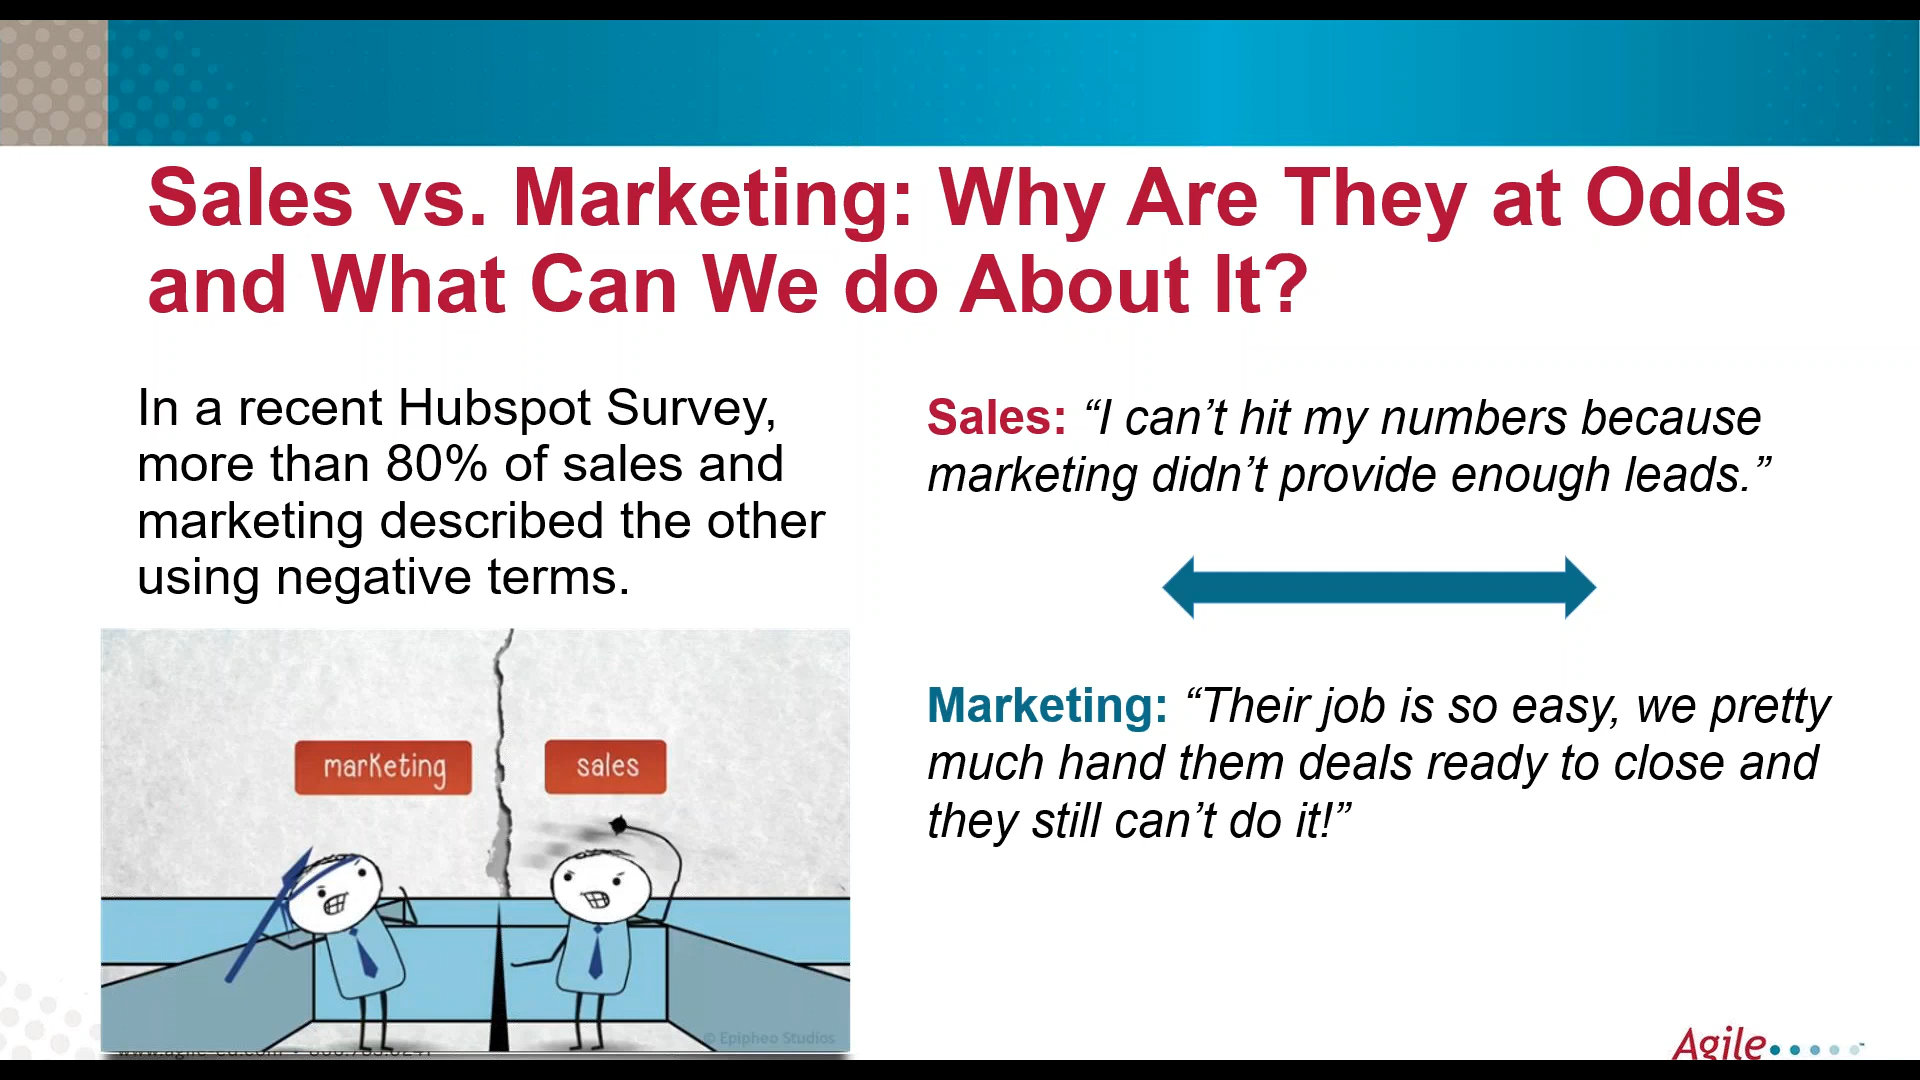 Sales vs. Marketing: Why Are They at Odds
and What Can We do About It?
In a recent Hubspot Survey,
more than 80% of sales and
marketing described the other
using negative terms.
Sales: “I can’t hit my numbers because
marketing didn’t provide enough leads.”
Marketing: “Their job is so easy, we pretty
much hand them deals ready to close and
they still can’t do it!”
marketing
sales
© Epipheo Studios
Agile